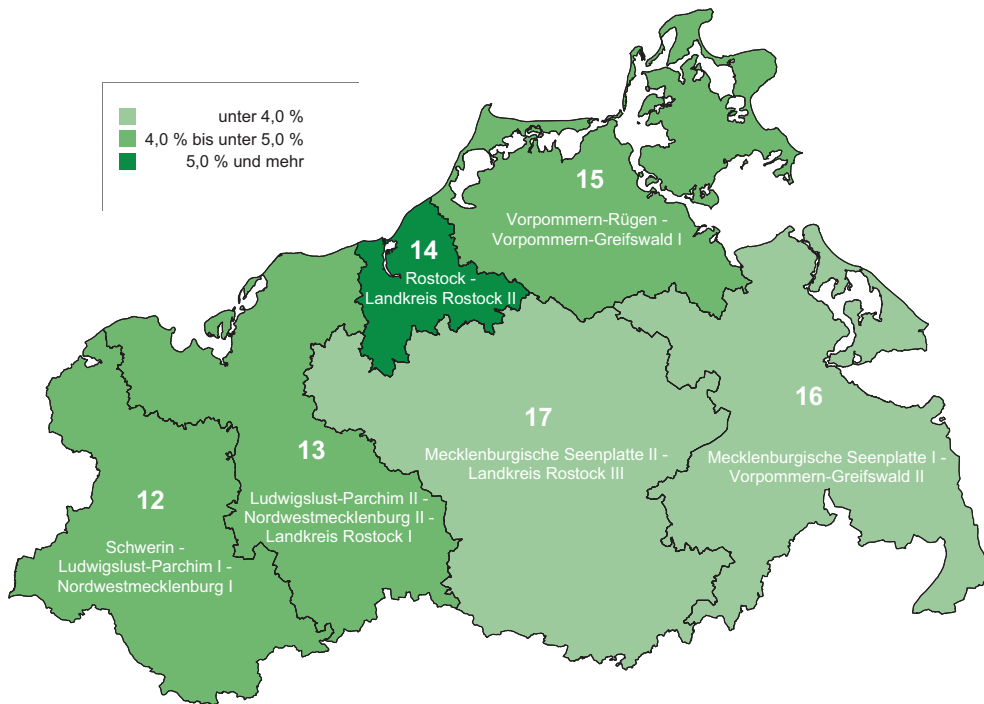 unter 4,0 %
4,0 % bis unter 5,0 %
5,0 % und mehr
15
Vorpommern-Rügen -
Vorpommern-Greifswald I
14
Rostock -
Landkreis Rostock II
16
Mecklenburgische Seenplatte I -
Vorpommern-Greifswald II
17
Mecklenburgische Seenplatte II -
Landkreis Rostock III
13
Ludwigslust-Parchim II -
Nordwestmecklenburg II -
Landkreis Rostock I
12
Schwerin -
Ludwigslust-Parchim I -
Nordwestmecklenburg I